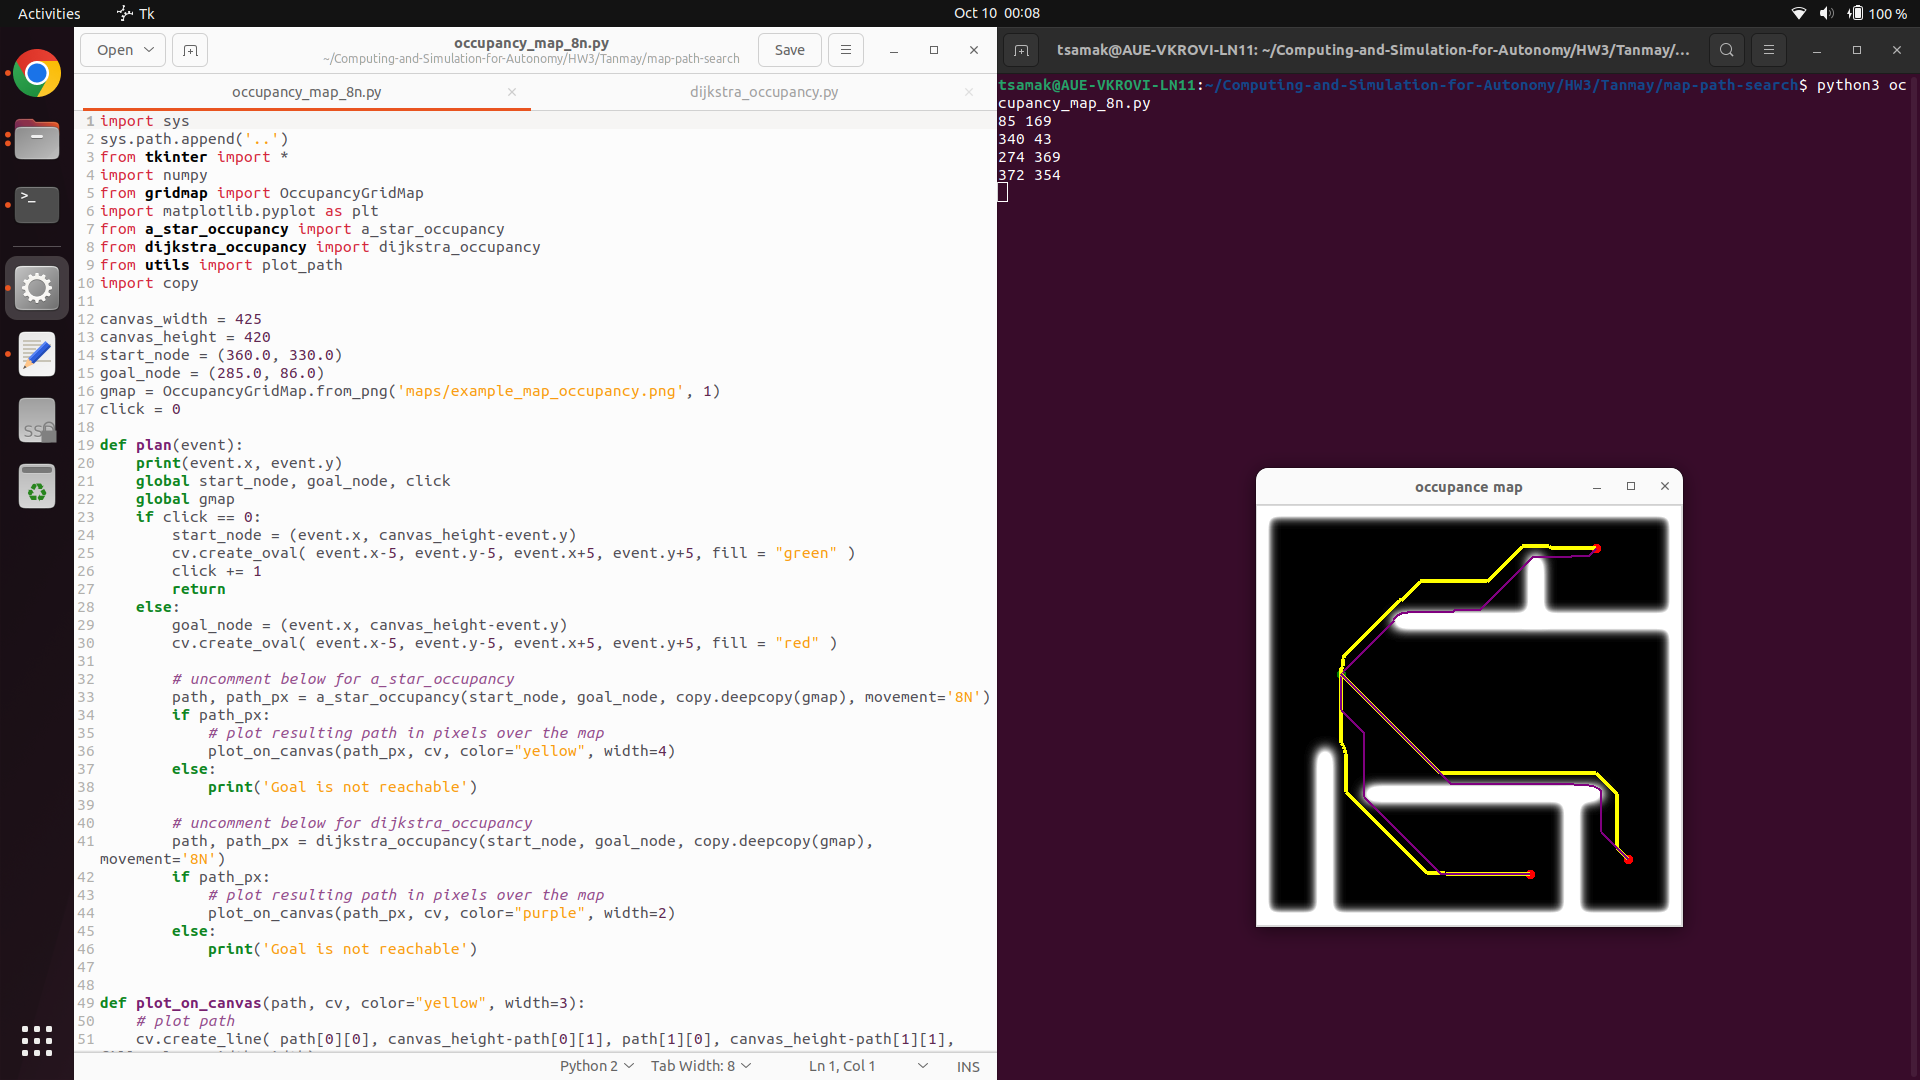 Activities
Tk
Oct 10 00:08
100 %
Open
occupancy_map_8n.py
~/Computing-and-Simulation-for-Autonomy/HW3/Tanmay/map-path-search
Save
occupancy_map_8n.py
dijkstra_occupancy.py
1 import sys
2 sys.path.append('..')
3 from tkinter import *
4 import numpy
5 from gridmap import OccupancyGridMap
6 import matplotlib.pyplot as plt
7 from a_star_occupancy import a_star_occupancy
8 from dijkstra_occupancy import dijkstra_occupancy
9 from utils import plot_path
10 import copy
11
12 canvas_width = 425
13 canvas_height = 420
14 start_node = (360.0, 330.0)
15 goal_node = (285.0, 86.0)
16 gmap = OccupancyGridMap.from_png('maps/example_map_occupancy.png', 1)
17 click = 0
18
19 def plan(event):
20     print(event.x, event.y)
21     global start_node, goal_node, click
22     global gmap
23     if click == 0:
24         start_node = (event.x, canvas_height-event.y)
25         cv.create_oval( event.x-5, event.y-5, event.x+5, event.y+5, fill = "green" )
26         click += 1
27         return
28     else:
29         goal_node = (event.x, canvas_height-event.y)
30         cv.create_oval( event.x-5, event.y-5, event.x+5, event.y+5, fill = "red" )
31
32         # uncomment below for a_star_occupancy
33         path, path_px = a_star_occupancy(start_node, goal_node, copy.deepcopy(gmap), movement='8N')
34         if path_px:
35             # plot resulting path in pixels over the map
36             plot_on_canvas(path_px, cv, color="yellow", width=4)
37         else:
38             print('Goal is not reachable')
39
40         # uncomment below for dijkstra_occupancy
41         path, path_px = dijkstra_occupancy(start_node, goal_node, copy.deepcopy(gmap),
movement='8N')
42         if path_px:
43             # plot resulting path in pixels over the map
44             plot_on_canvas(path_px, cv, color="purple", width=2)
45         else:
46             print('Goal is not reachable')
47
48
49 def plot_on_canvas(path, cv, color="yellow", width=3):
50     # plot path
51     cv.create_line( path[0][0], canvas_height-path[0][1], path[1][0], canvas_height-path[1][1],
Python 2
Tab Width: 8
Ln 1, Col 1
INS
tsamak@AUE-VKROVI-LN11: ~/Computing-and-Simulation-for-Autonomy/HW3/Tanmay/...
tsamak@AUE-VKROVI-LN11:~/Computing-and-Simulation-for-Autonomy/HW3/Tanmay/map-path-search$ python3 oc
cupancy_map_8n.py
85 169
340 43
274 369
372 354
occupance map
SSD